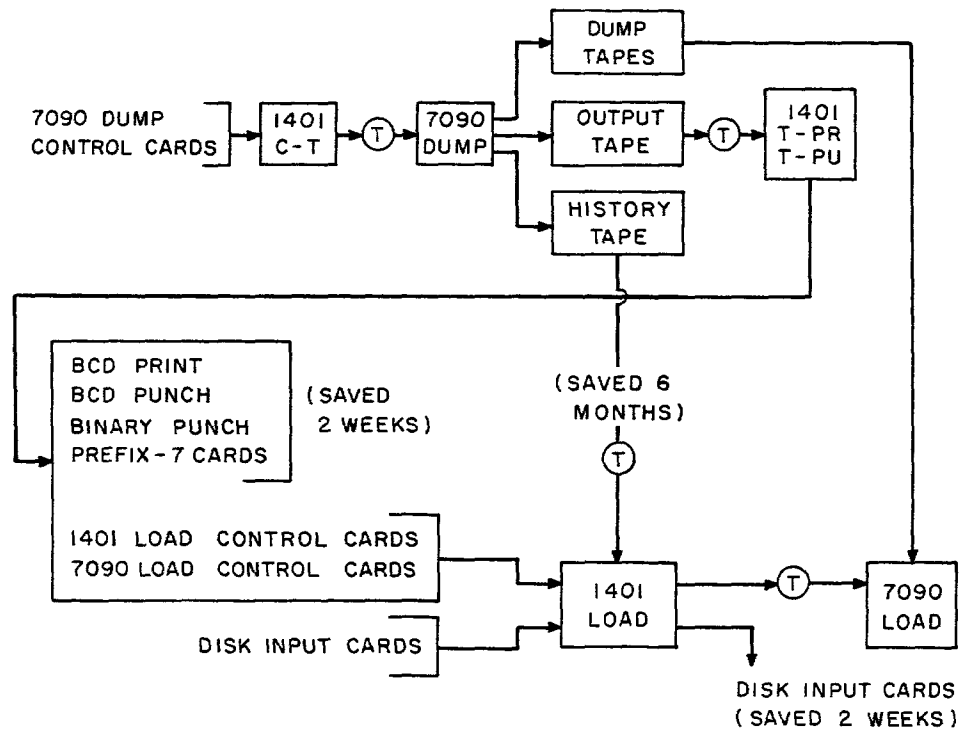 DUMP
TAPES
7090 DUMP
CONTROL CARDS
1401
C-T
T
7090
DUMP
OUTPUT
TAPE
T
1401
T-PR
T-PU
HISTORY
TAPE
BCD PRINT
BCD PUNCH
BINARY PUNCH
PREFIX-7 CARDS
(SAVED
2 WEEKS)
(SAVED 6
MONTHS)
T
1401 LOAD CONTROL CARDS
7090 LOAD CONTROL CARDS
1401
LOAD
T
7090
LOAD
DISK INPUT CARDS
DISK INPUT CARDS
(SAVED 2 WEEKS)